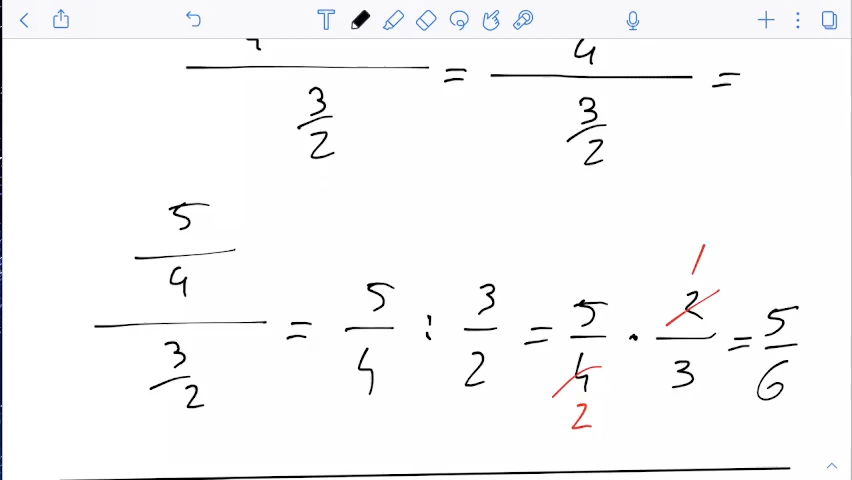 4
3/2 = 3/2 =
5
4
3/2 = 5/4 : 3/2 = 5/4 · 2/3 = 5/6
1
2